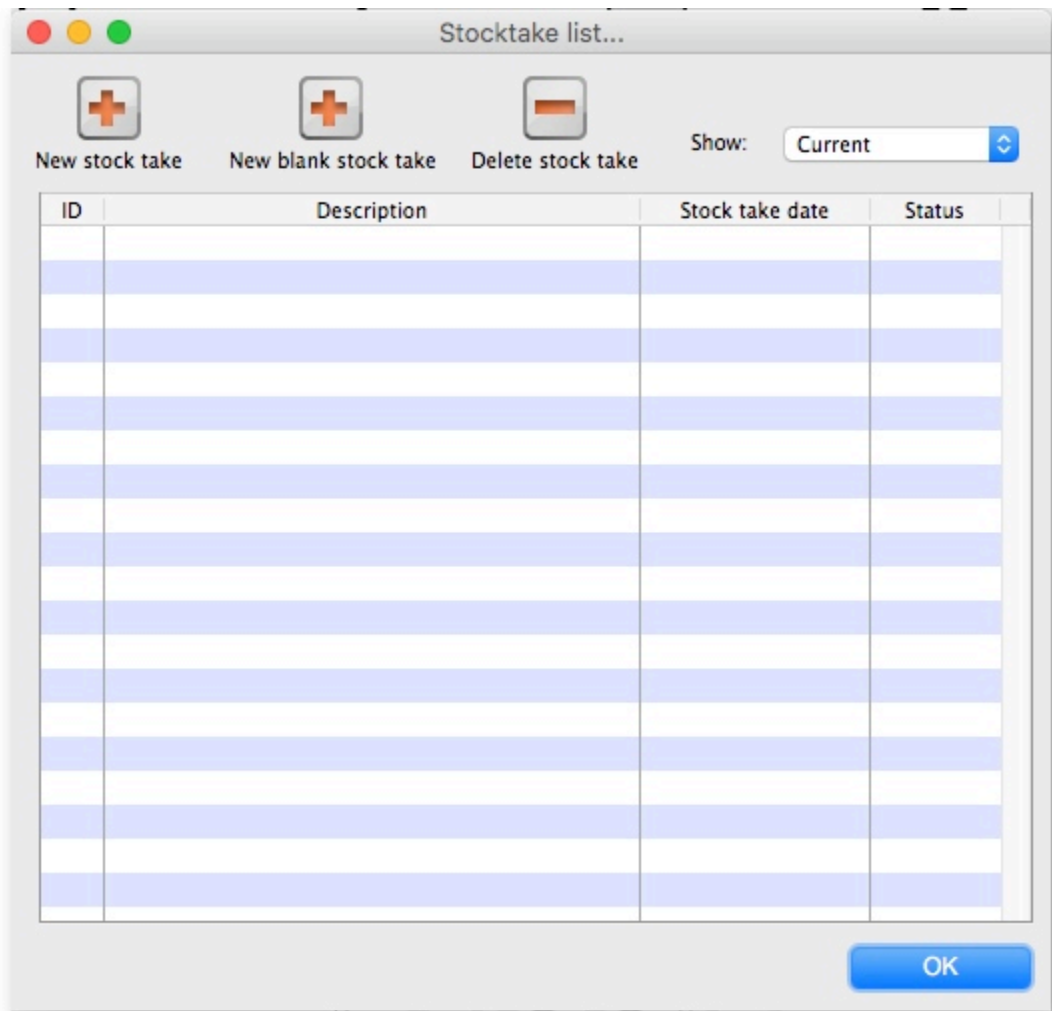 Stocktake list...
New stock take
New blank stock take
Delete stock take
Show:
Current
ID Description Stock take date Status
OK